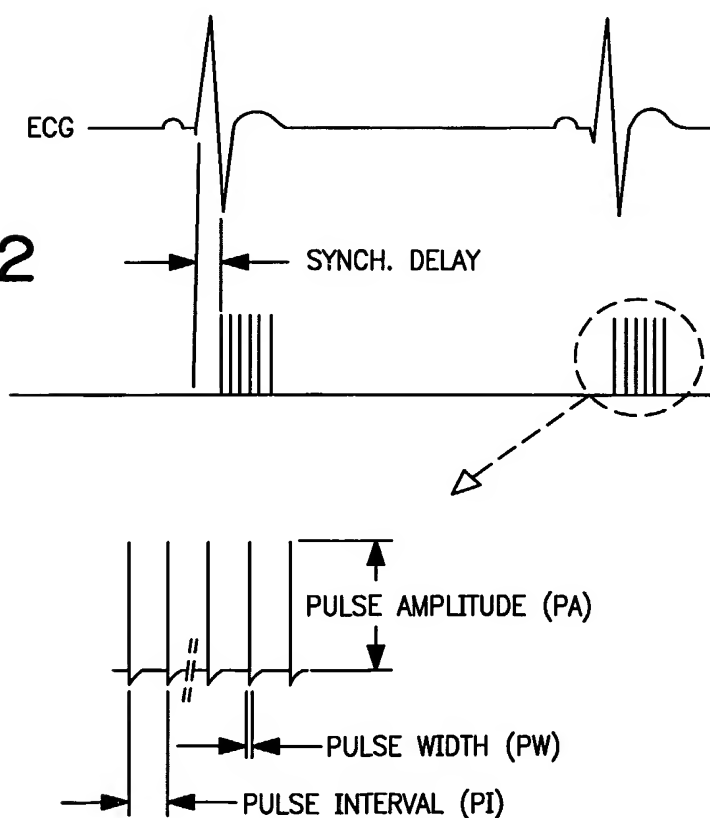 ECG
2
SYNCH. DELAY
PULSE AMPLITUDE (PA)
PULSE WIDTH (PW)
PULSE INTERVAL (PI)